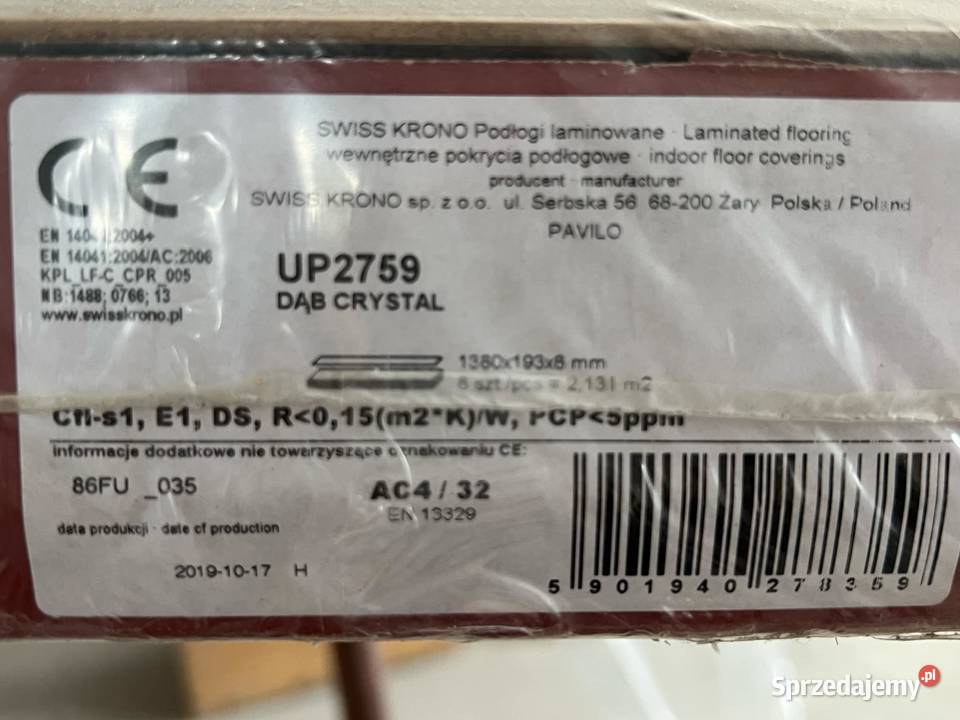 SWISS KRONO Podłogi laminowane · Laminated flooring
wewnętrzne pokrycia podłogowe · indoor floor coverings
producent · manufacturer
SWISS KRONO sp. z o.o. ul. Serbska 56 68-200 Żary Polska / Poland
PAVILO
CE
EN 14041:2004+
EN 14041:2004/AC:2006
KPL_LF-C_CPR_005
NB:1488; 0766; 13
www.swisskrono.pl
UP2759
DĄB CRYSTAL
1380x193x8 mm
8 szt./pcs = 2,131 m2
Cfl-s1, E1, DS, R<0,15(m2*K)/W, PCP<5ppm
informacje dodatkowe nie towarzyszące oznakowaniu CE:
86FU _035
AC4 / 32
EN 13329
data produkcji · date of production
2019-10-17 H
5 901940 278359
Sprzedajemy.pl